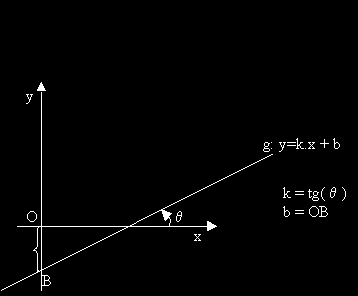 y
g: y=k.x + b
k = tg( θ )
b = OB
O
θ
x
B